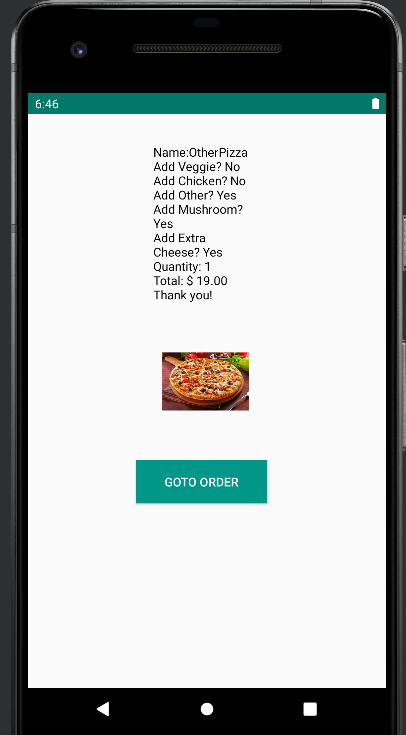 6:46
Name:OtherPizza
Add Veggie? No
Add Chicken? No
Add Other? Yes
Add Mushroom?
Yes
Add Extra
Cheese? Yes
Quantity: 1
Total: $ 19.00
Thank you!
GOTO ORDER